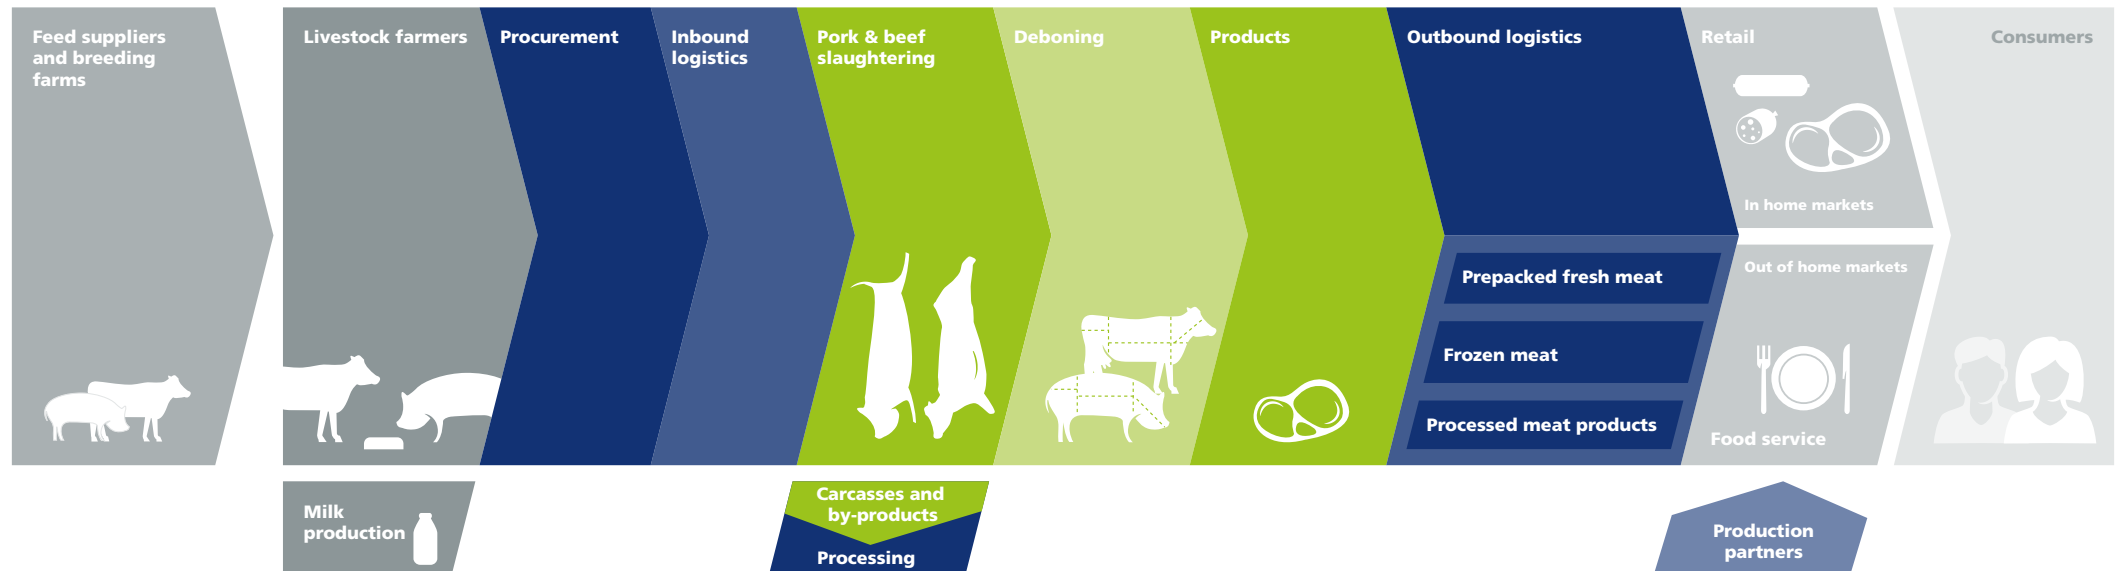 Feed suppliers
and breeding
farms
Livestock farmers
Procurement
Inbound
logistics
Pork & beef
slaughtering
Deboning
Products
Outbound logistics
Prepacked fresh meat
Frozen meat
Processed meat products
Retail
In home markets
Out of home markets
Food service
Consumers
Milk
production
Carcasses and
by-products
Processing
Production
partners